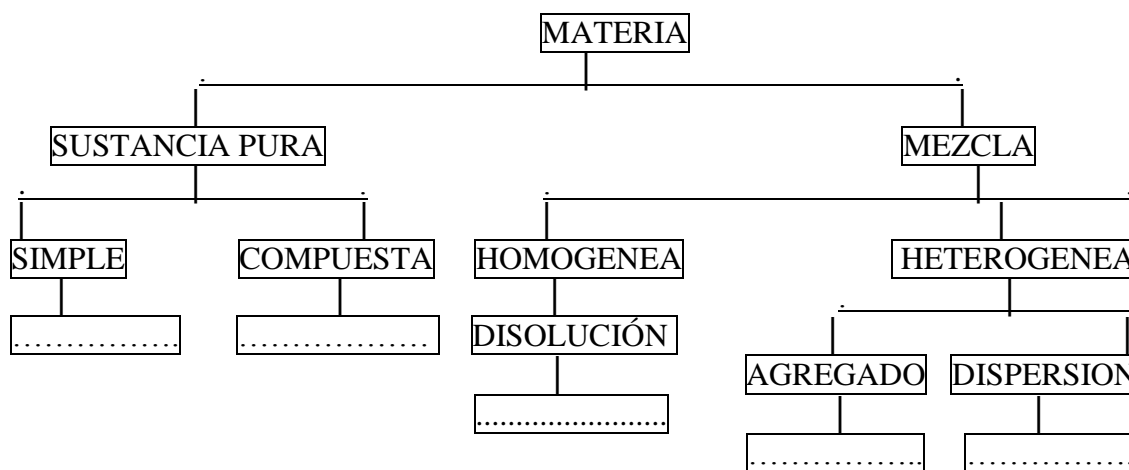 MATERIA
SUSTANCIA PURA MEZCLA
SIMPLE COMPUESTA HOMOGENEA HETEROGENEA
…………… ……………… DISOLUCIÓN
AGREGADO DISPERSION
........................
…………….. ……………